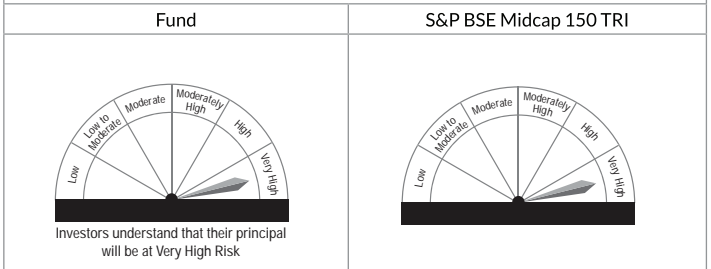 Fund
S&P BSE Midcap 150 TRI
Low
Low to
Moderate
Moderate
Moderately
High
High
Very High
Investors understand that their principal
will be at Very High Risk
Low
Low to
Moderate
Moderate
Moderately
High
High
Very High